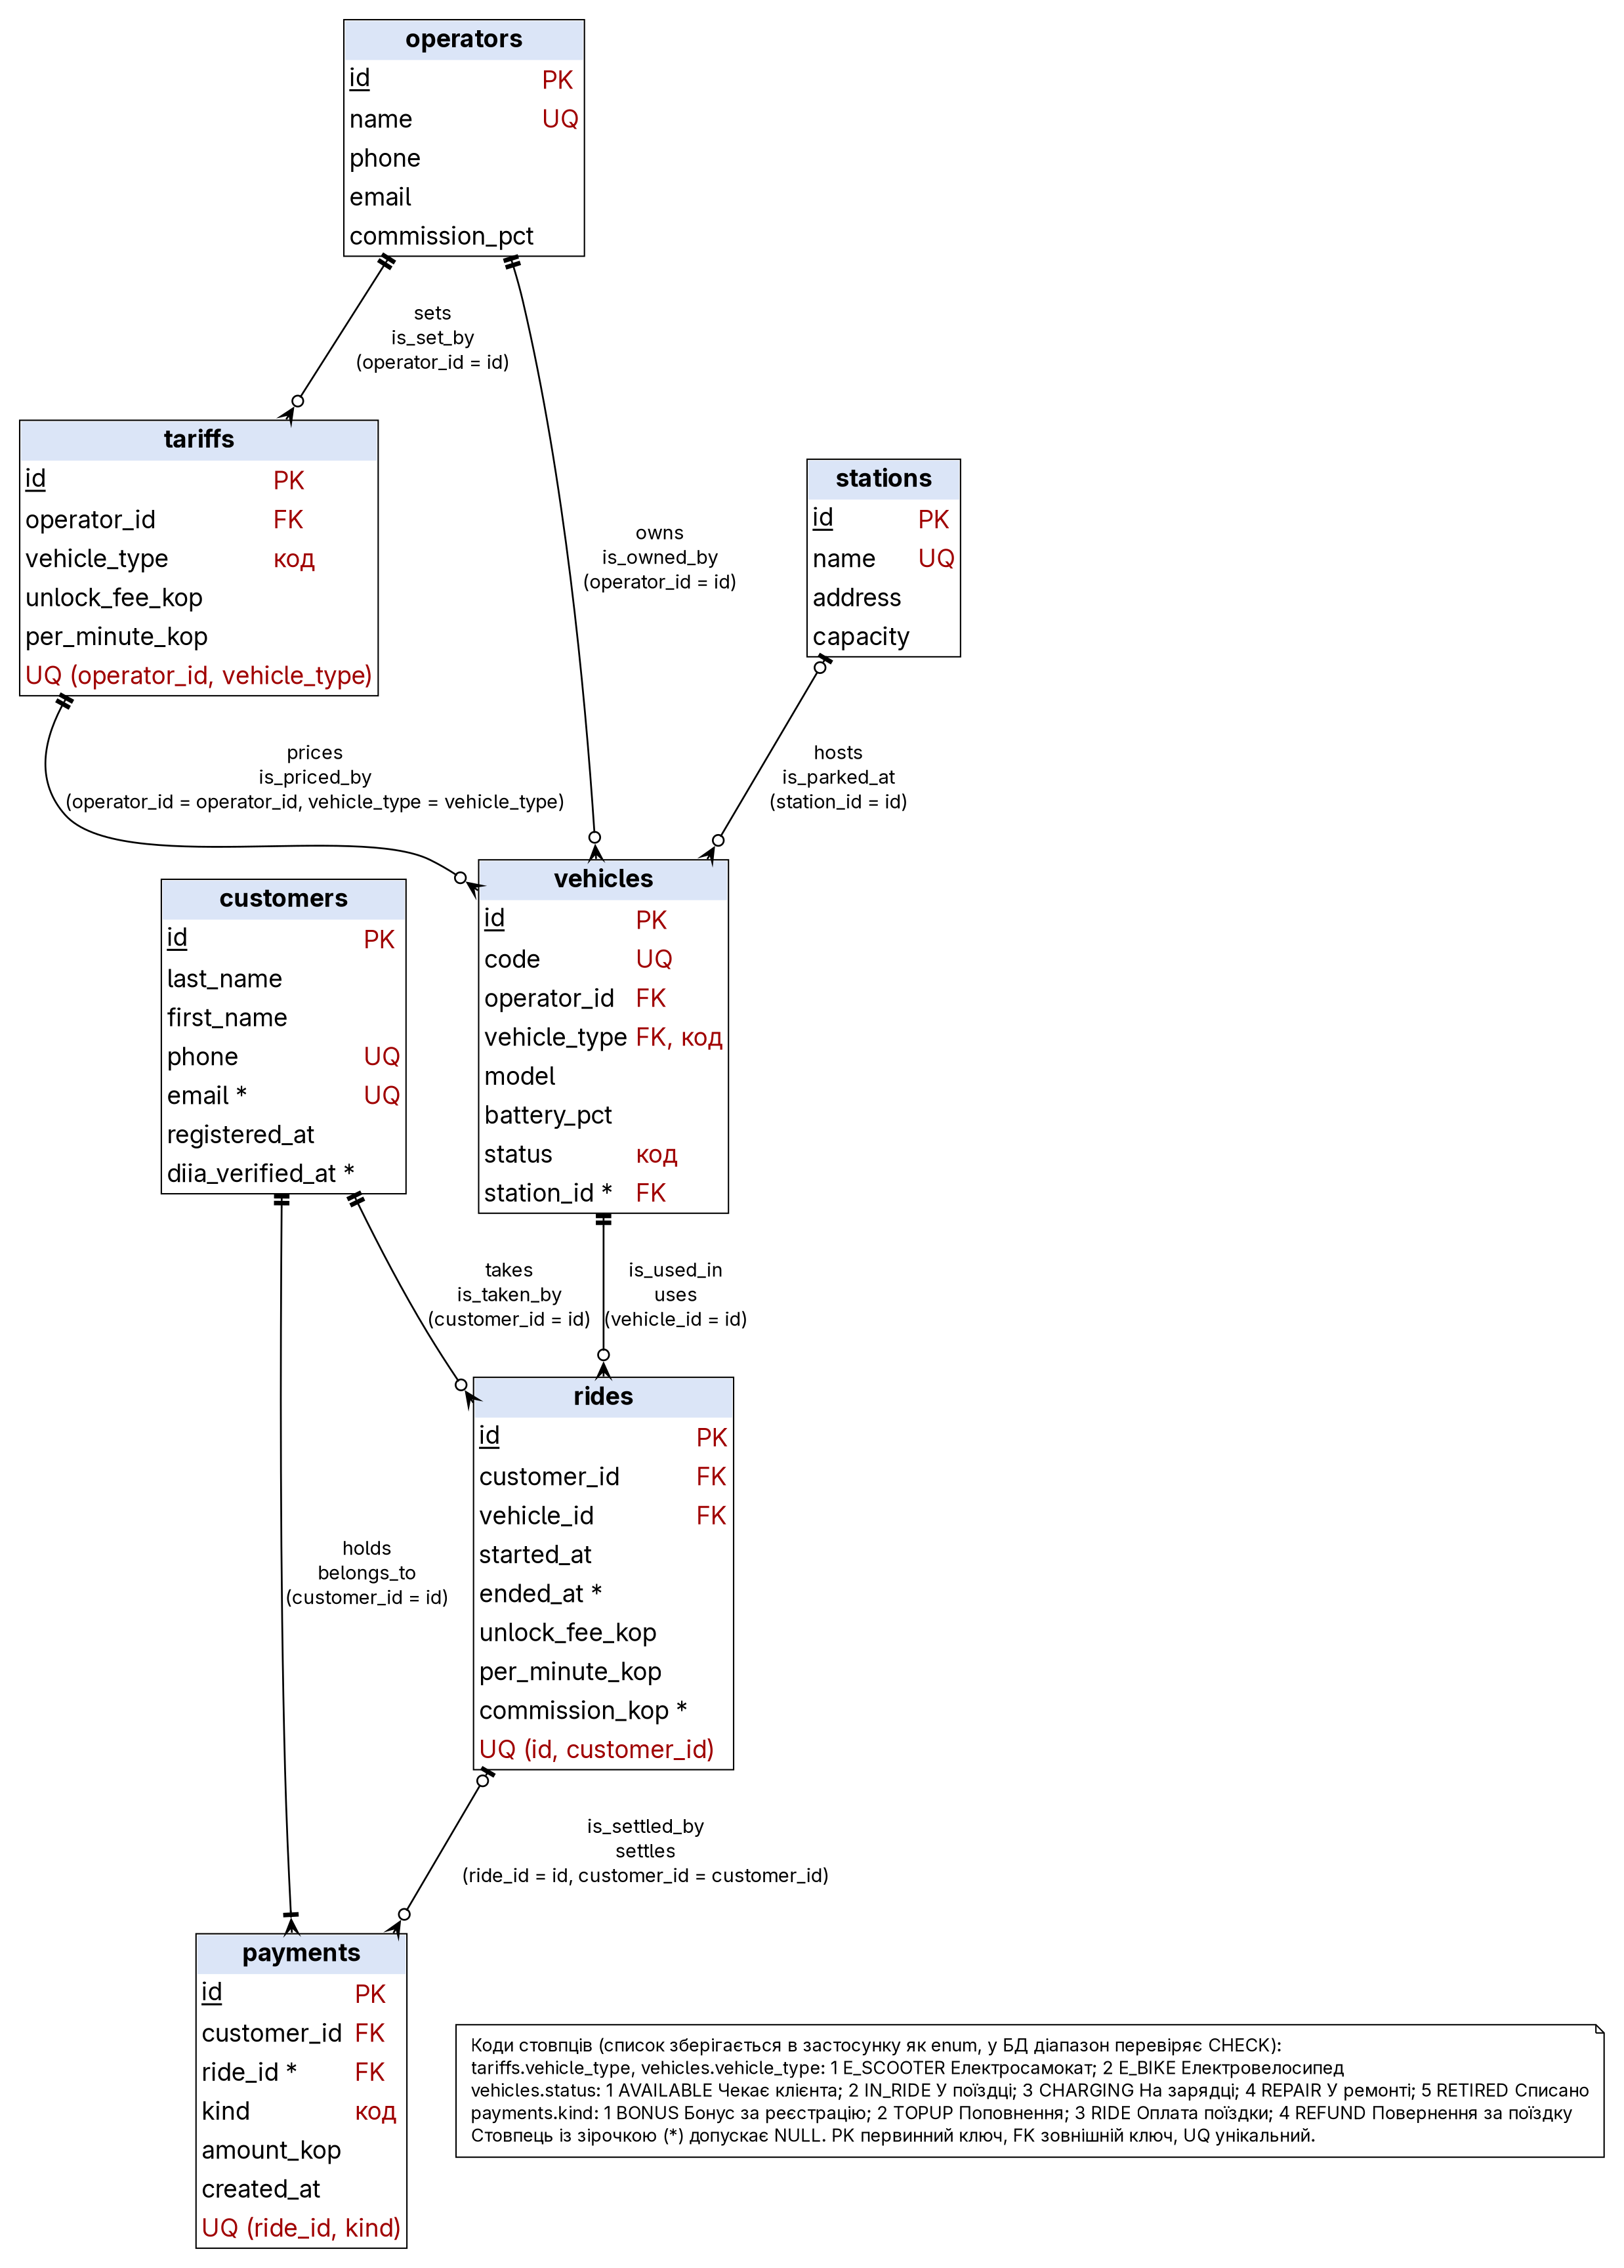 operators
id PK
name UQ
phone
email
commission_pct
sets
is_set_by
(operator_id = id)
tariffs
id PK
operator_id FK
vehicle_type код
unlock_fee_kop
per_minute_kop
UQ (operator_id, vehicle_type)
owns
is_owned_by
(operator_id = id)
stations
id PK
name UQ
address
capacity
prices
is_priced_by
(operator_id = operator_id, vehicle_type = vehicle_type)
hosts
is_parked_at
(station_id = id)
customers
id PK
last_name
first_name
phone UQ
email * UQ
registered_at
diia_verified_at *
vehicles
id PK
code UQ
operator_id FK
vehicle_type FK, код
model
battery_pct
status код
station_id * FK
takes
is_taken_by
(customer_id = id)
is_used_in
uses
(vehicle_id = id)
rides
id PK
customer_id FK
vehicle_id FK
started_at
ended_at *
unlock_fee_kop
per_minute_kop
commission_kop *
UQ (id, customer_id)
holds
belongs_to
(customer_id = id)
is_settled_by
settles
(ride_id = id, customer_id = customer_id)
payments
id PK
customer_id FK
ride_id * FK
kind код
amount_kop
created_at
UQ (ride_id, kind)
Коди стовпців (список зберігається в застосунку як enum, у БД діапазон перевіряє CHECK):
tariffs.vehicle_type, vehicles.vehicle_type: 1 E_SCOOTER Електросамокат; 2 E_BIKE Електровелосипед
vehicles.status: 1 AVAILABLE Чекає клієнта; 2 IN_RIDE У поїздці; 3 CHARGING На зарядці; 4 REPAIR У ремонті; 5 RETIRED Списано
payments.kind: 1 BONUS Бонус за реєстрацію; 2 TOPUP Поповнення; 3 RIDE Оплата поїздки; 4 REFUND Повернення за поїздку
Стовпець із зірочкою (*) допускає NULL. PK первинний ключ, FK зовнішній ключ, UQ унікальний.